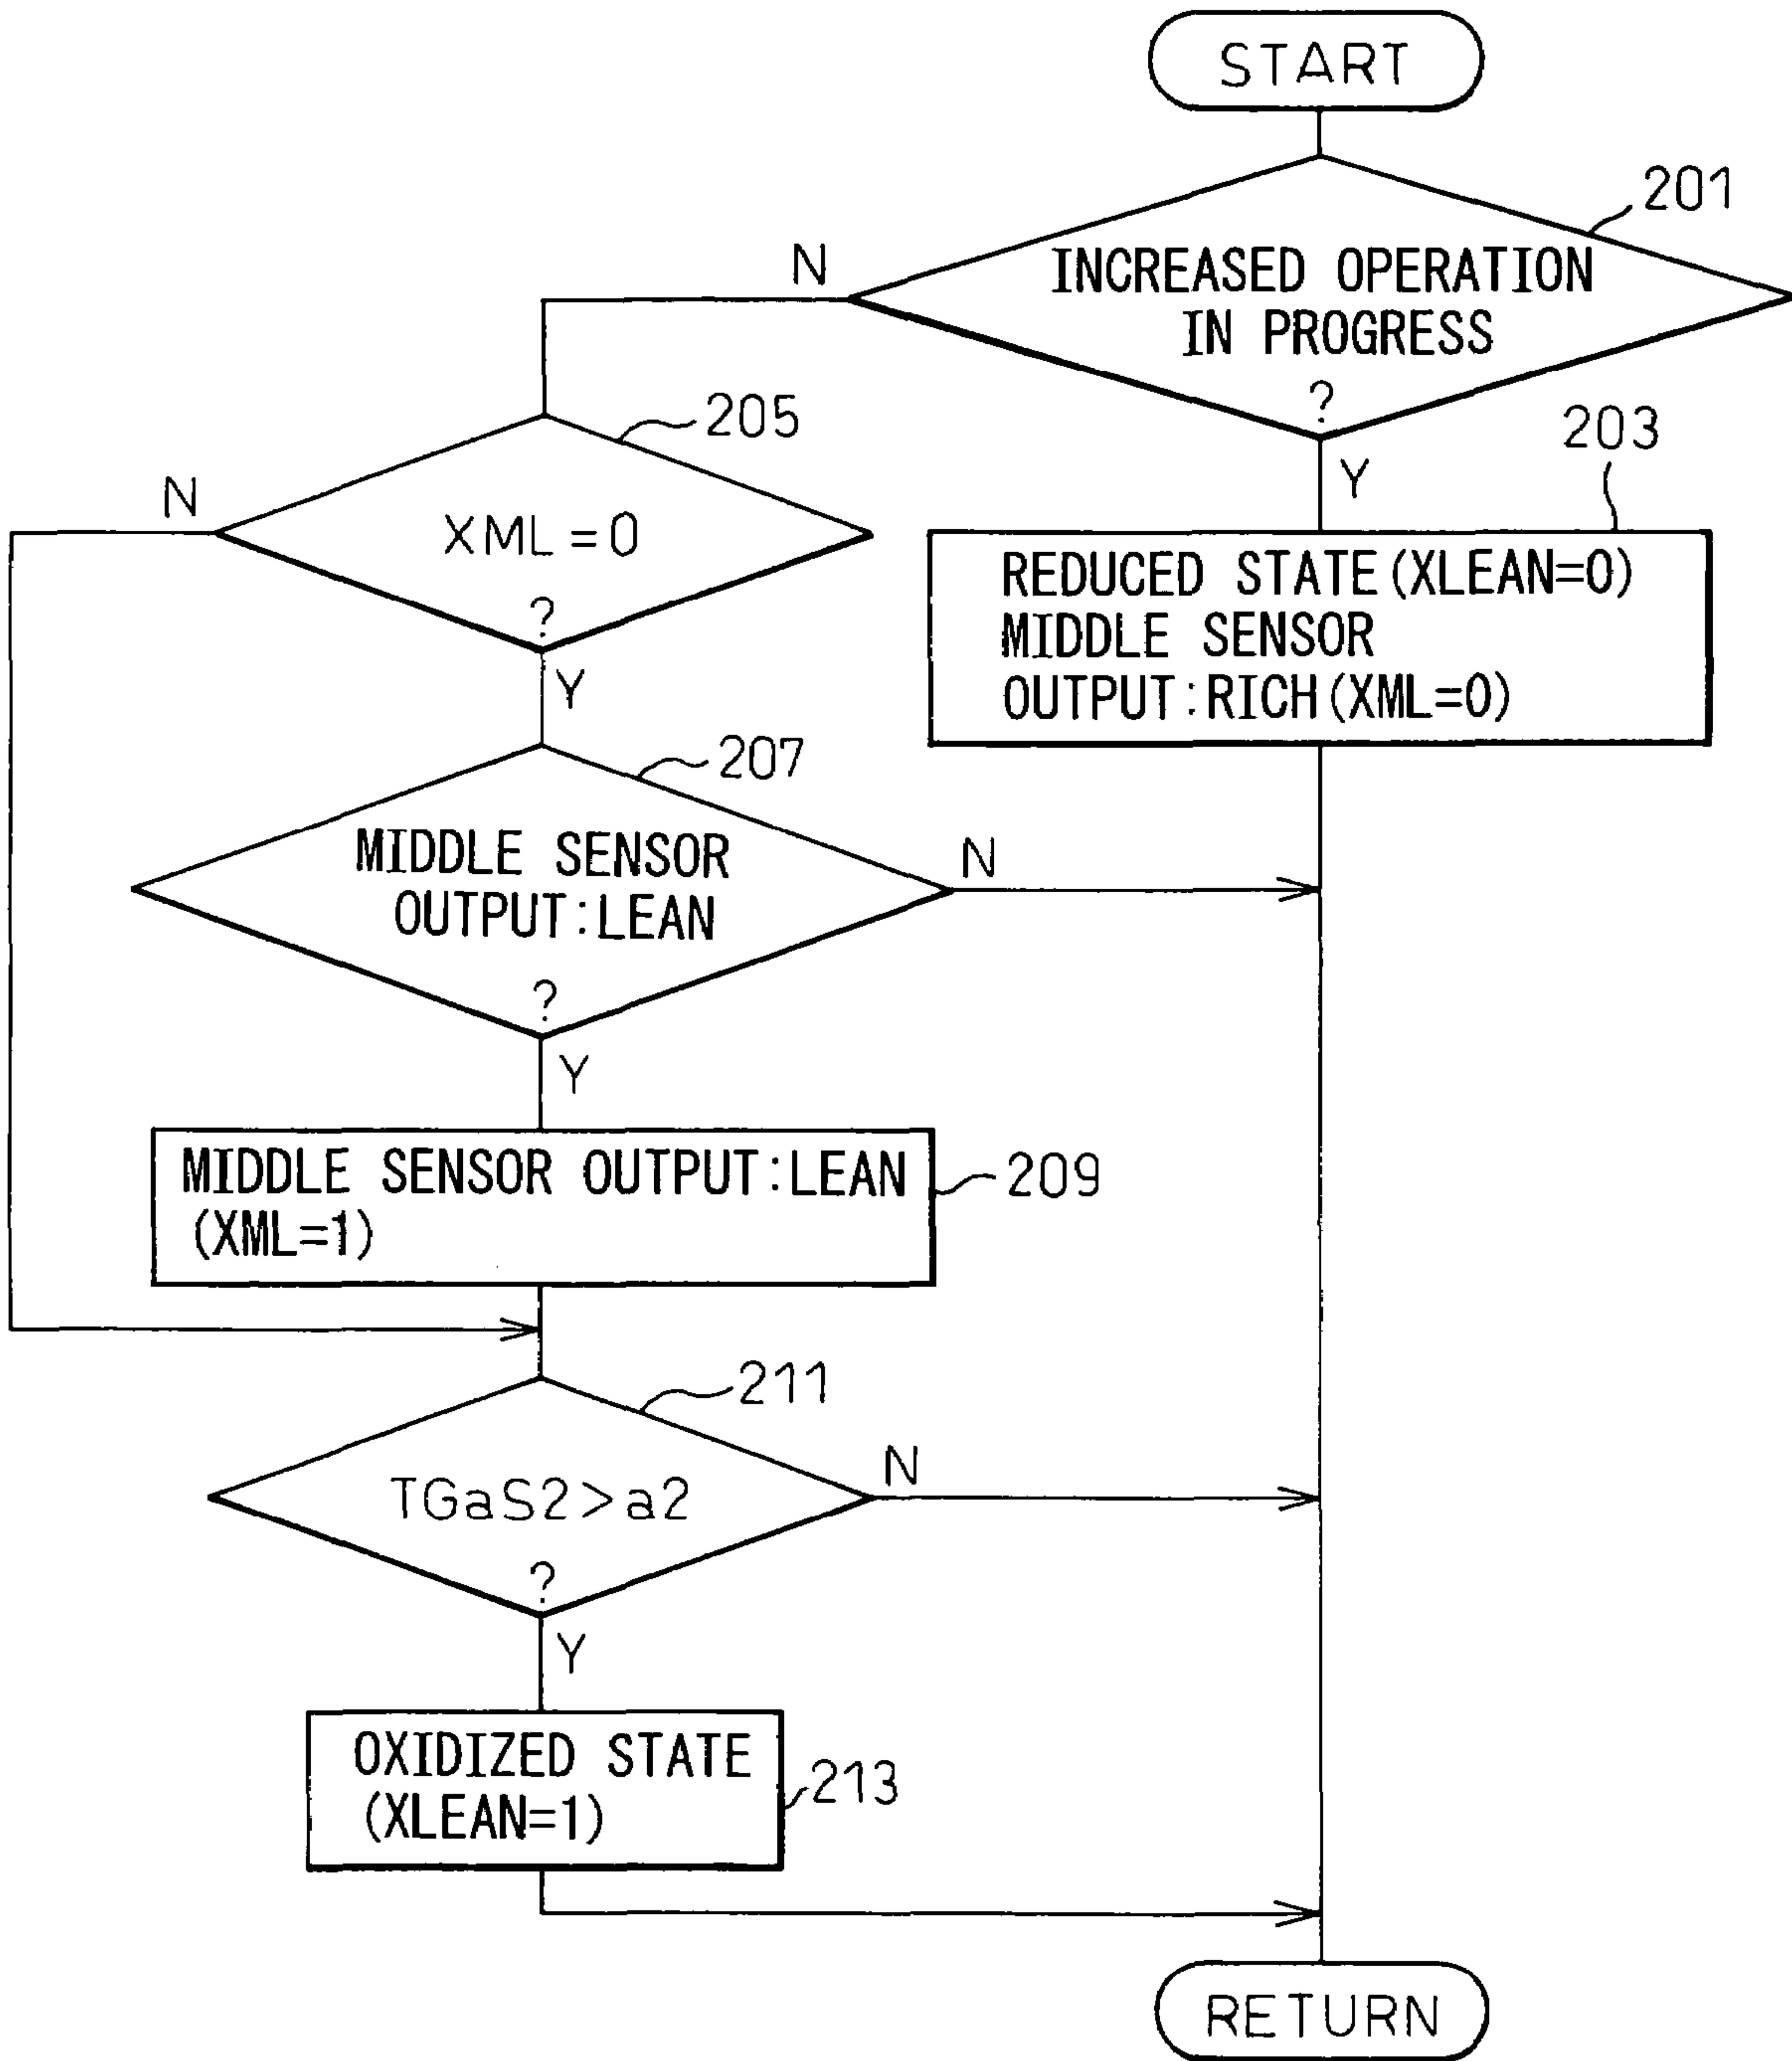 START
201
INCREASED OPERATION
IN PROGRESS
?
N
Y
205
XML=0
?
N
Y
203
REDUCED STATE(XLEAN=0)
MIDDLE SENSOR
OUTPUT:RICH(XML=0)
207
MIDDLE SENSOR
OUTPUT:LEAN
?
N
Y
MIDDLE SENSOR OUTPUT:LEAN
(XML=1)
209
211
TGaS2>a2
?
N
Y
OXIDIZED STATE
(XLEAN=1)
213
RETURN